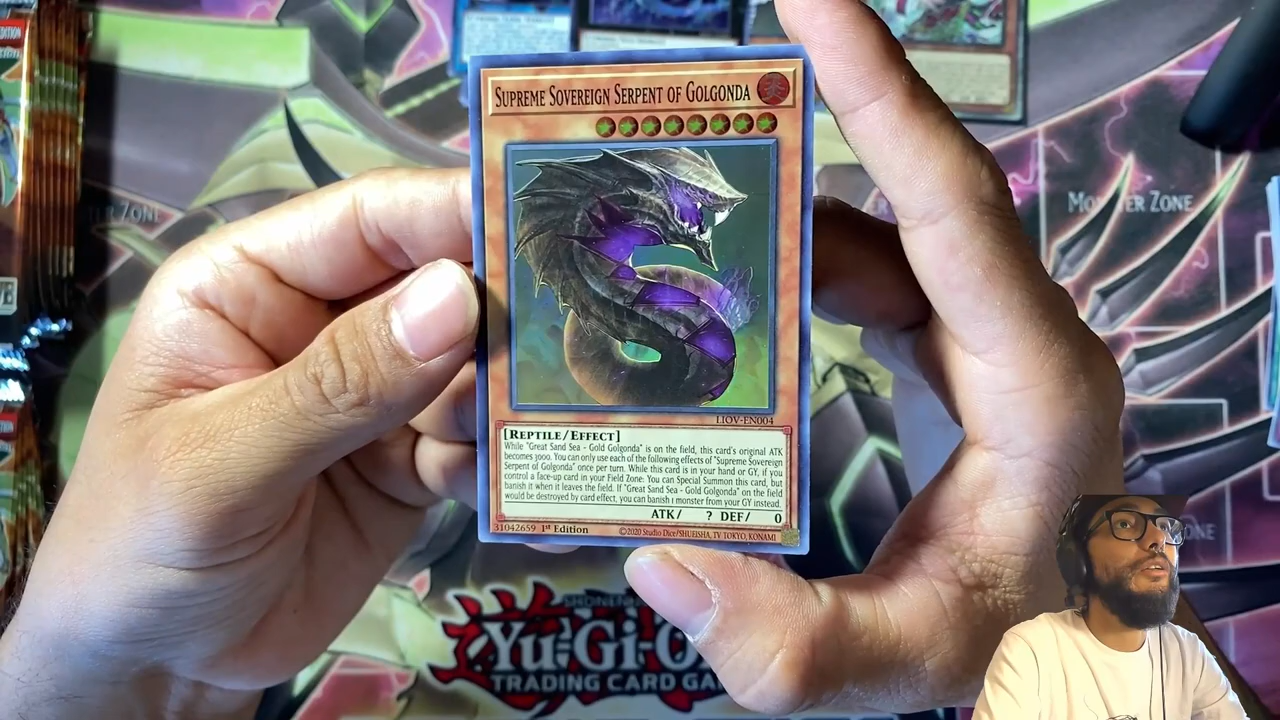 SUPREME SOVEREIGN SERPENT OF GOLGONDA
LIOV-EN004
[REPTILE/EFFECT]
While "Great Sand Sea - Gold Golgonda" is on the field, this card's original ATK
becomes 3000. You can only use each of the following effects of "Supreme Sovereign
Serpent of Golgonda" once per turn. While this card is in your hand or GY, if you
control a face-up card in your Field Zone: You can Special Summon this card, but
banish it when it leaves the field. If "Great Sand Sea - Gold Golgonda" on the field
would be destroyed by card effect, you can banish 1 monster from your GY instead.
ATK/ ? DEF/ 0
31042659 1st Edition ©2020 Studio Dice/SHUEISHA, TV TOKYO, KONAMI
ZONE
MONSTER ZONE
ZONE
EDITION
Yu-Gi-O
TRADING CARD GA